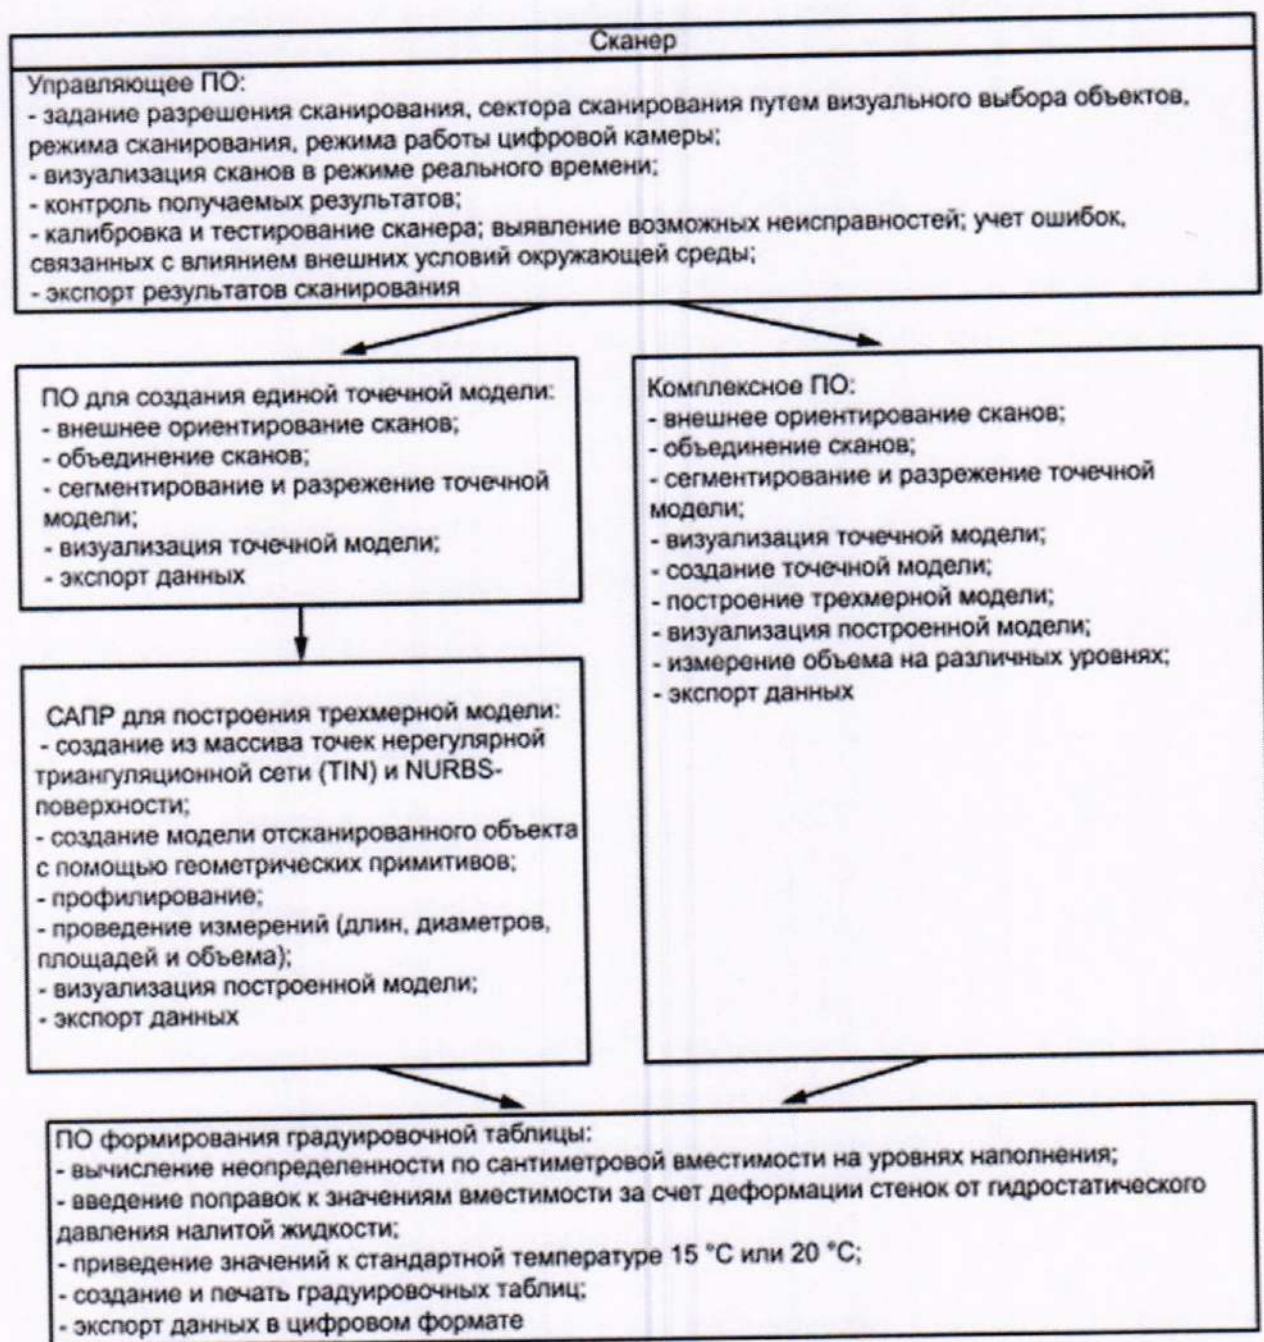 Сканер
Управляющее ПО:
- задание разрешения сканирования, сектора сканирования путем визуального выбора объектов,
режима сканирования, режима работы цифровой камеры;
- визуализация сканов в режиме реального времени;
- контроль получаемых результатов;
- калибровка и тестирование сканера; выявление возможных неисправностей; учет ошибок,
связанных с влиянием внешних условий окружающей среды;
- экспорт результатов сканирования
ПО для создания единой точечной модели:
- внешнее ориентирование сканов;
- объединение сканов;
- сегментирование и разрежение точечной
модели;
- визуализация точечной модели;
- экспорт данных
САПР для построения трехмерной модели:
- создание из массива точек нерегулярной
триангуляционной сети (TIN) и NURBS-
поверхности;
- создание модели отсканированного объекта
с помощью геометрических примитивов;
- профилирование;
- проведение измерений (длин, диаметров,
площадей и объема);
- визуализация построенной модели;
- экспорт данных
Комплексное ПО:
- внешнее ориентирование сканов;
- объединение сканов;
- сегментирование и разрежение точечной
модели;
- визуализация точечной модели;
- создание точечной модели;
- построение трехмерной модели;
- визуализация построенной модели;
- измерение объема на различных уровнях;
- экспорт данных
ПО формирования градуировочной таблицы:
- вычисление неопределенности по сантиметровой вместимости на уровнях наполнения;
- введение поправок к значениям вместимости за счет деформации стенок от гидростатического
давления налитой жидкости;
- приведение значений к стандартной температуре 15 °С или 20 °С;
- создание и печать градуировочных таблиц;
- экспорт данных в цифровом формате